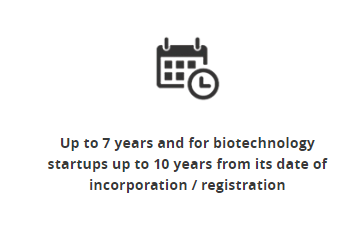 Up to 7 years and for biotechnology
startups up to 10 years from its date of
incorporation / registration